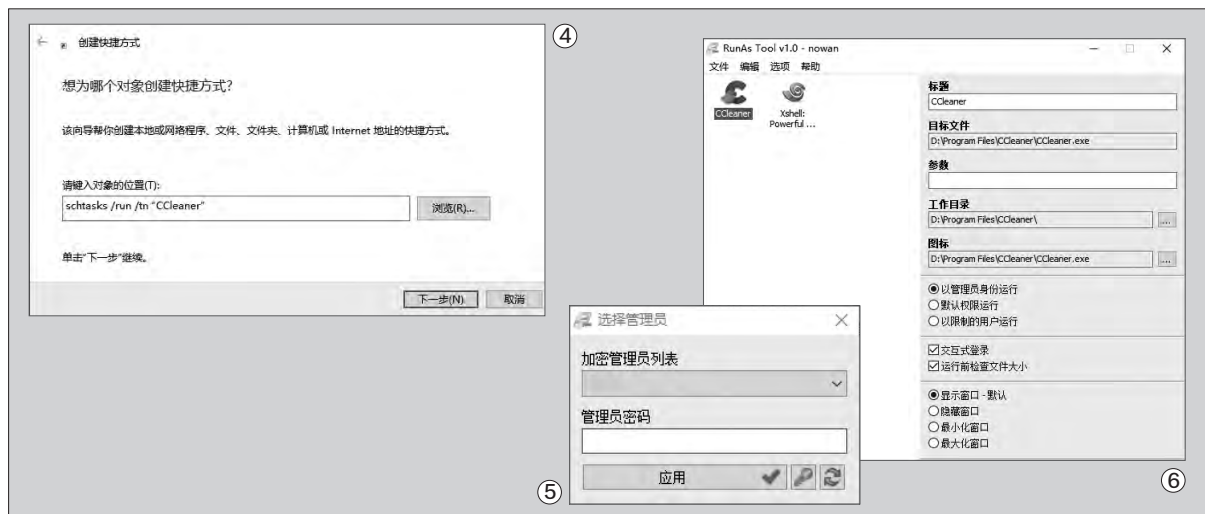 创建快捷方式
④
想为哪个对象创建快捷方式?
该向导帮你创建本地或网络程序、文件、文件夹、计算机或 Internet 地址的快捷方式。
请键入对象的位置(T):
schtasks /run /tn "CCleaner"
浏览(R)...
单击"下一步"继续。
下一步(N)
取消
选择管理员
加密管理员列表
管理员密码
应用
⑤
RunAs Tool v1.0 - nowan
文件 编辑 选项 帮助
CCleaner
Xshell:
Powerful ...
标题
CCleaner
目标文件
D:\Program Files\CCleaner\CCleaner.exe
参数
工作目录
D:\Program Files\CCleaner\
...
图标
D:\Program Files\CCleaner\CCleaner.exe
...
以管理员身份运行
默认权限运行
以限制的用户运行
交互式登录
运行前检查文件大小
显示窗口 - 默认
隐藏窗口
最小化窗口
最大化窗口
⑥